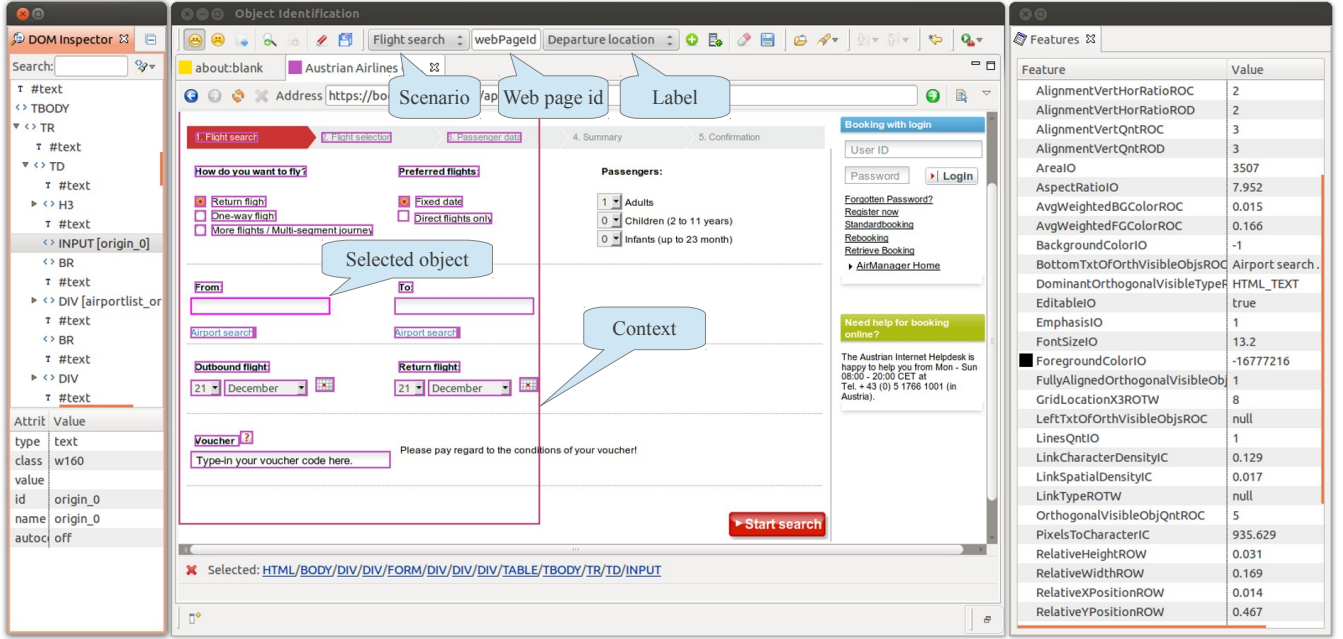 DOM Inspector
Search:
#text
TBODY
TR
#text
TD
#text
H3
#text
INPUT [origin_0]
BR
#text
DIV [airportlist_or
#text
BR
#text
DIV
#text
Attrib Value
type text
class w160
value
id origin_0
name origin_0
autoc off
Object Identification
Flight search webPageId Departure location
about:blank Austrian Airlines
Address https://bo /ap
Scenario Web page id Label
1. Flight search 2. Flight selection 3. Passenger data 4. Summary 5. Confirmation
How do you want to fly? Preferred flights: Passengers:
Return flight Fixed date 1 Adults
One-way flight Direct flights only 0 Children (2 to 11 years)
More flights / Multi-segment journey 0 Infants (up to 23 month)
Selected object
From: To:
Airport search Airport search
Context
Outbound flight: Return flight:
21 December 21 December
Voucher ?
Type-in your voucher code here. Please pay regard to the conditions of your voucher!
Start search
Booking with login
User ID
Password Login
Forgotten Password?
Register now
Standardbooking
Rebooking
Retrieve Booking
AirManager Home
Need help for booking
online?
The Austrian Internet Helpdesk is
happy to help you from Mon - Sun
08:00 - 20:00 CET at
Tel. + 43 (0) 5 1766 1001 (in
Austria).
Selected: HTML/BODY/DIV/DIV/FORM/DIV/DIV/DIV/TABLE/TBODY/TR/TD/INPUT
Features
Feature Value
AlignmentVertHorRatioROC 2
AlignmentVertHorRatioROD 2
AlignmentVertQntROC 3
AlignmentVertQntROD 3
AreaIO 3507
AspectRatioIO 7.952
AvgWeightedBGColorROC 0.015
AvgWeightedFGColorROC 0.166
BackgroundColorIO -1
BottomTxtOfOrthVisibleObjsROC Airport search .
DominantOrthogonalVisibleTypeR HTML_TEXT
EditableIO true
EmphasisIO 1
FontSizeIO 13.2
ForegroundColorIO -16777216
FullyAlignedOrthogonalVisibleObj 1
GridLocationX3ROTW 8
LeftTxtOfOrthVisibleObjsROC null
LinesQntIO 1
LinkCharacterDensityIC 0.129
LinkSpatialDensityIC 0.017
LinkTypeROTW null
OrthogonalVisibleObjQntROC 5
PixelsToCharacterIC 935.629
RelativeHeightROW 0.031
RelativeWidthROW 0.169
RelativeXPositionROW 0.014
RelativeYPositionROW 0.467